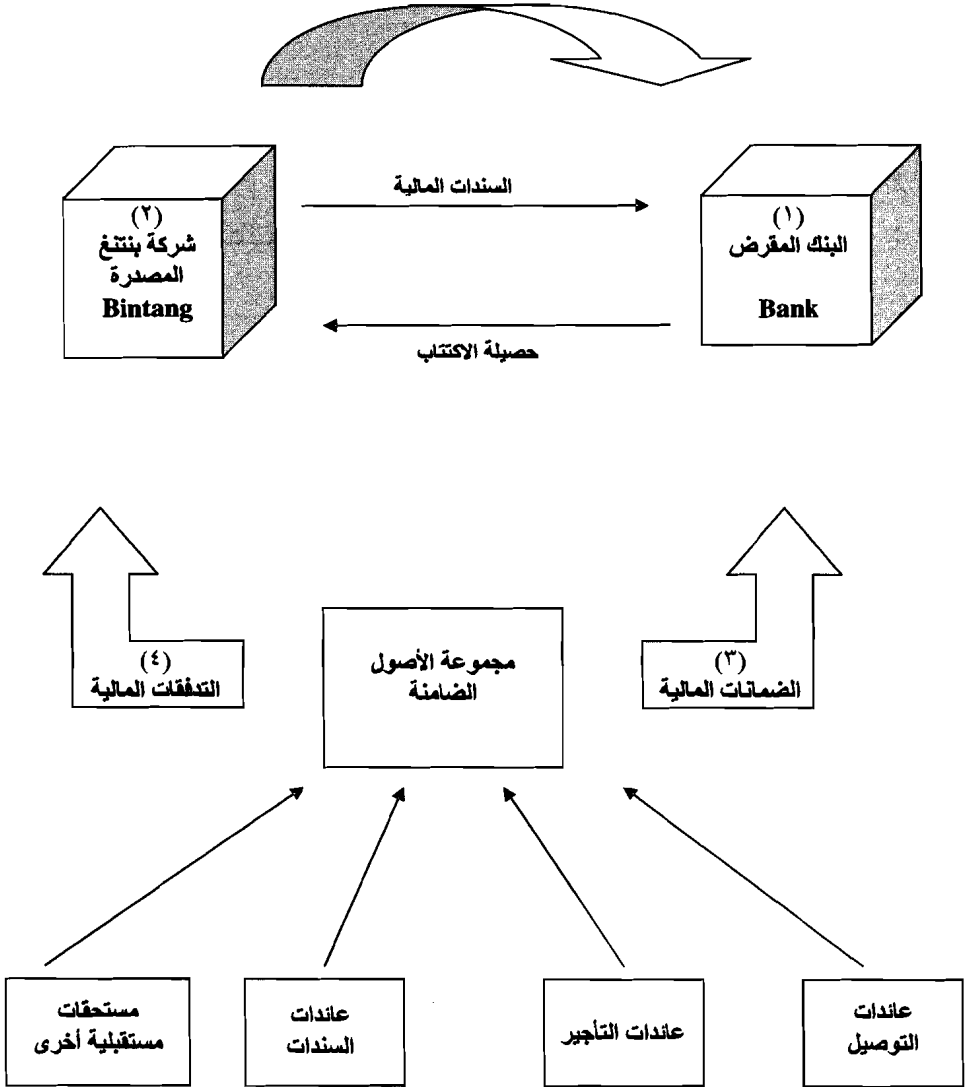 السندات المالية
(١)
البنك المقرض
Bank
(٢)
شركة بنتنغ
المصدرة
Bintang
حصيلة الاكتتاب
(٣)
الضمانات المالية
مجموعة الأصول
الضامنة
(٤)
التدفقات المالية
عائدات
التوصيل
عائدات التأجير
عائدات
السندات
مستحقات
مستقبلية أخرى